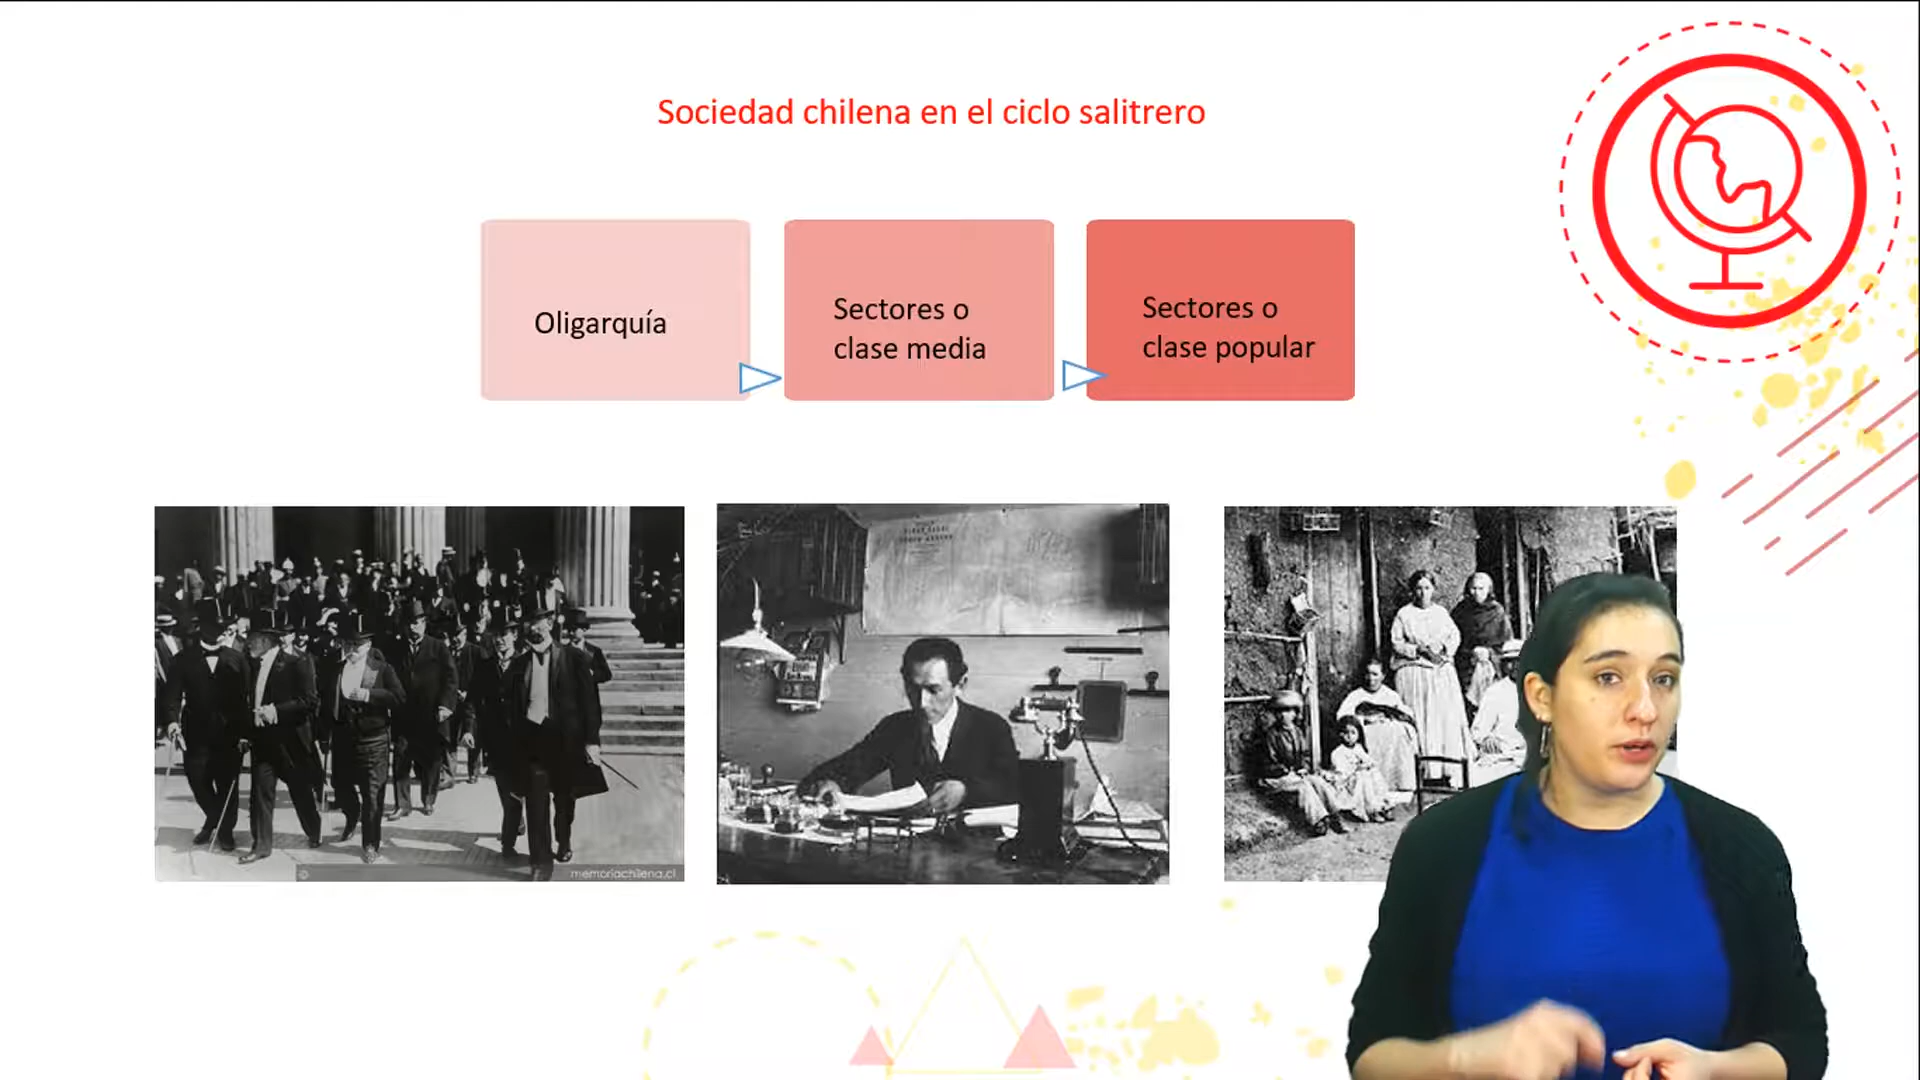 Sociedad chilena en el ciclo salitrero
Oligarquía
Sectores o
clase media
Sectores o
clase popular
memoriachilena.cl